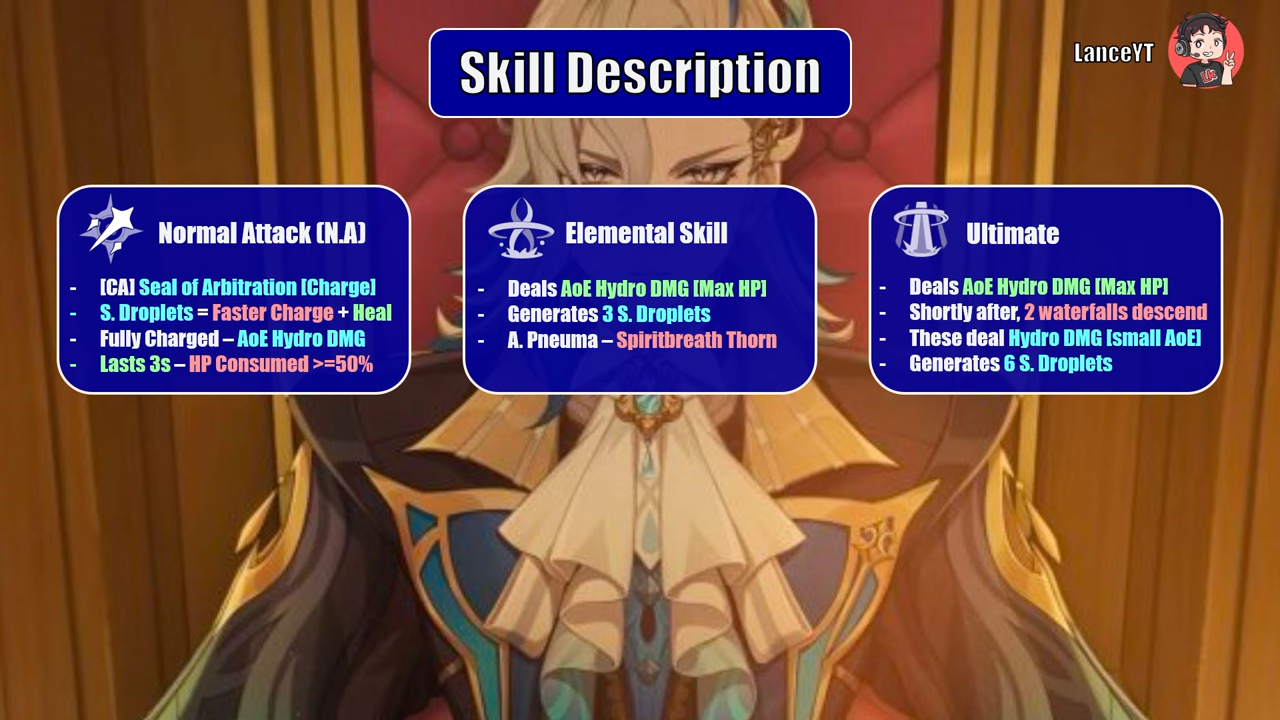 Skill Description
LanceYT
Normal Attack (N.A)
- [CA] Seal of Arbitration [Charge]
- S. Droplets = Faster Charge + Heal
- Fully Charged – AoE Hydro DMG
- Lasts 3s – HP Consumed >=50%
Elemental Skill
- Deals AoE Hydro DMG [Max HP]
- Generates 3 S. Droplets
- A. Pneuma – Spiritbreath Thorn
Ultimate
- Deals AoE Hydro DMG [Max HP]
- Shortly after, 2 waterfalls descend
- These deal Hydro DMG [small AoE]
- Generates 6 S. Droplets